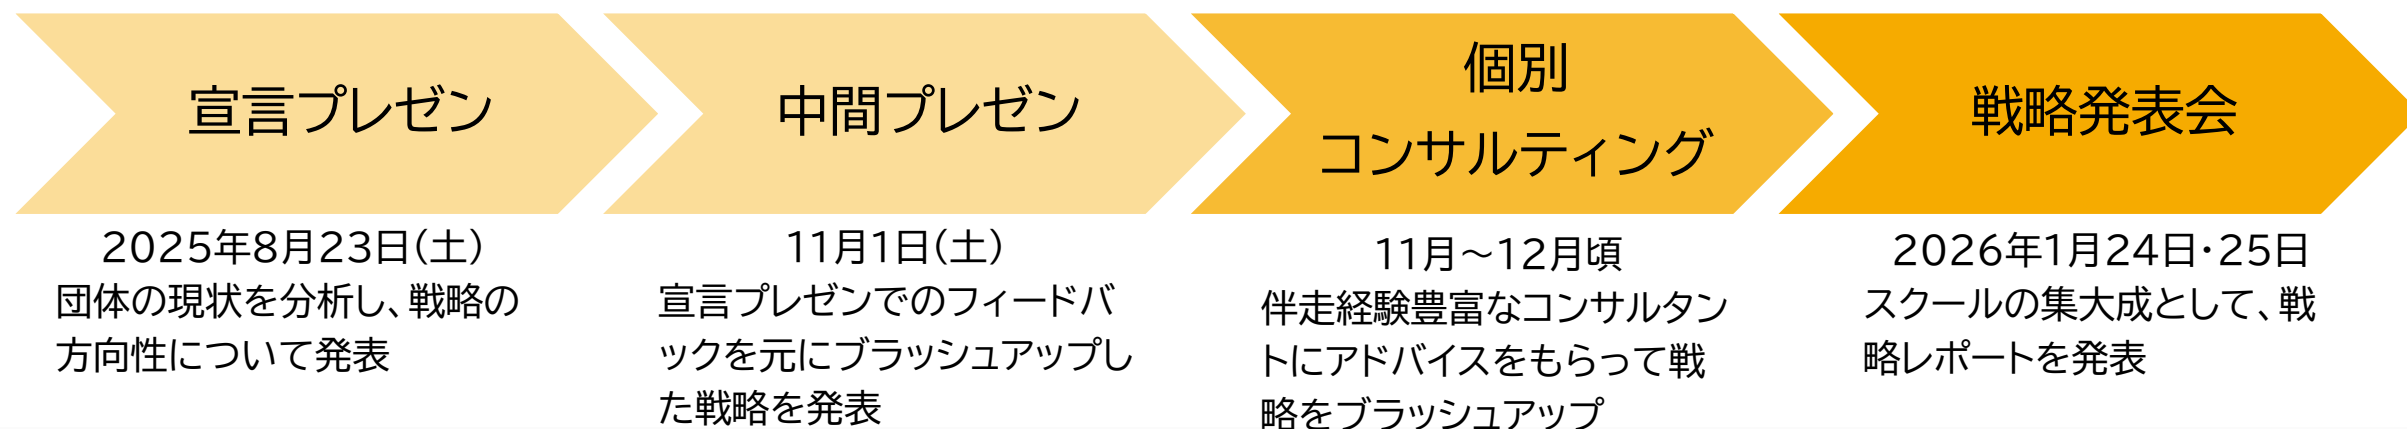 宣言プレゼン
2025年8月23日(土)
団体の現状を分析し、戦略の
方向性について発表
中間プレゼン
11月1日(土)
宣言プレゼンでのフィードバ
ックを元にブラッシュアップし
た戦略を発表
個別
コンサルティング
11月～12月頃
伴走経験豊富なコンサルタン
トにアドバイスをもらって戦
略をブラッシュアップ
戦略発表会
2026年1月24日・25日
スクールの集大成として、戦
略レポートを発表